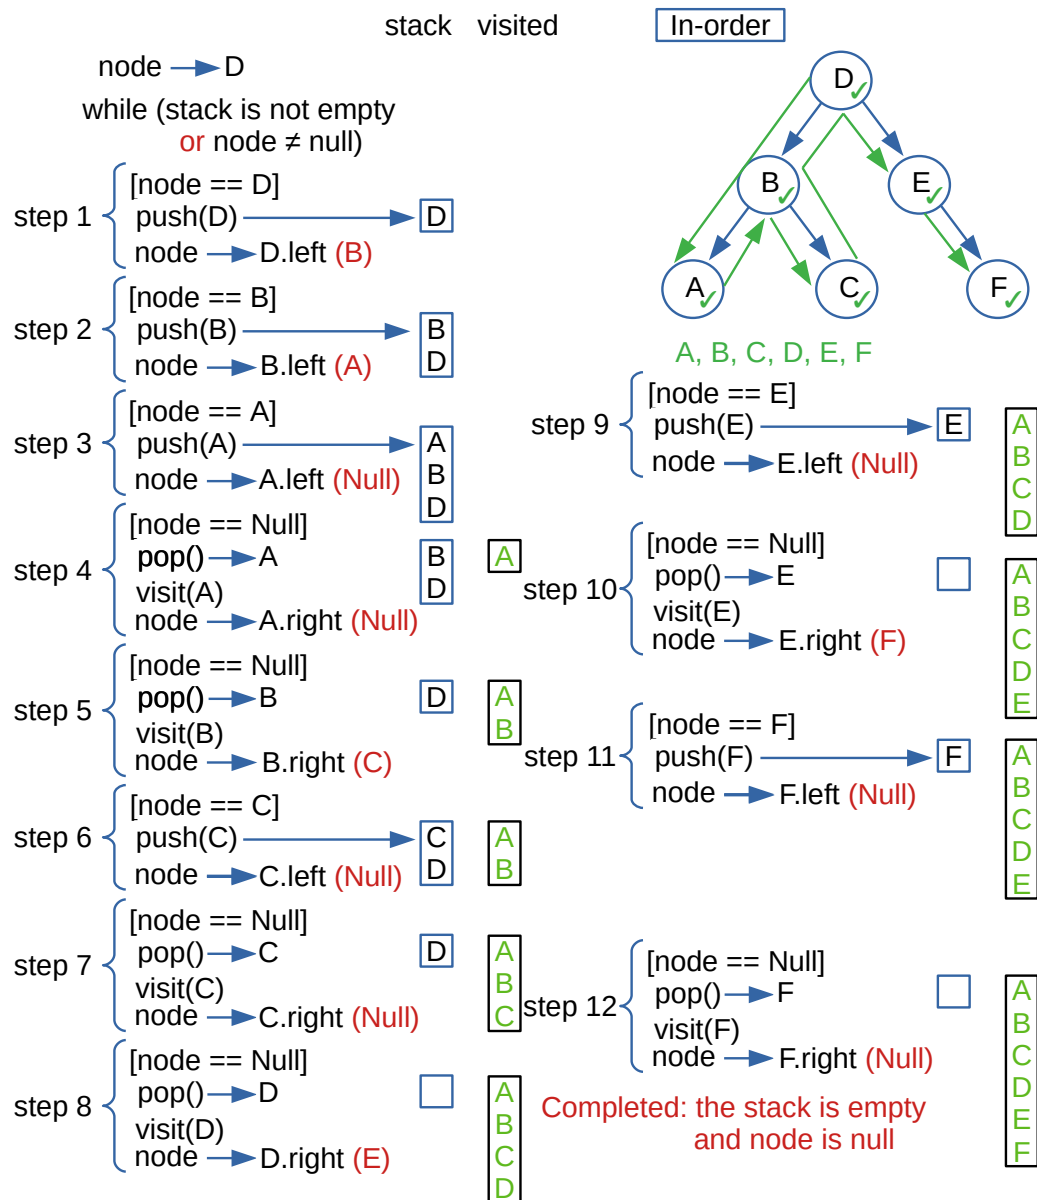 stack visited In-order
node D
while (stack is not empty
or node ≠ null)
step 1
[node == D]
push(D) D
node D.left (B)
step 2
[node == B]
push(B) B
node B.left (A) D
step 3
[node == A]
push(A) A
node A.left (Null) B
D
step 4
[node == Null]
pop() A B A
visit(A) D
node A.right (Null)
step 5
[node == Null]
pop() B D A
visit(B) B
node B.right (C)
step 6
[node == C]
push(C) C A
node C.left (Null) D B
step 7
[node == Null]
pop() C D A
visit(C) B
node C.right (Null) C
step 8
[node == Null]
pop() D A
visit(D) B
node D.right (E) C
D
D
B E
A C F
A, B, C, D, E, F
step 9
[node == E]
push(E) E A
node E.left (Null) B
C
D
step 10
[node == Null]
pop() E A
visit(E) B
node E.right (F) C
D
E
step 11
[node == F]
push(F) F A
node F.left (Null) B
C
D
E
step 12
[node == Null]
pop() F A
visit(F) B
node F.right (Null) C
D
E
F
Completed: the stack is empty
and node is null